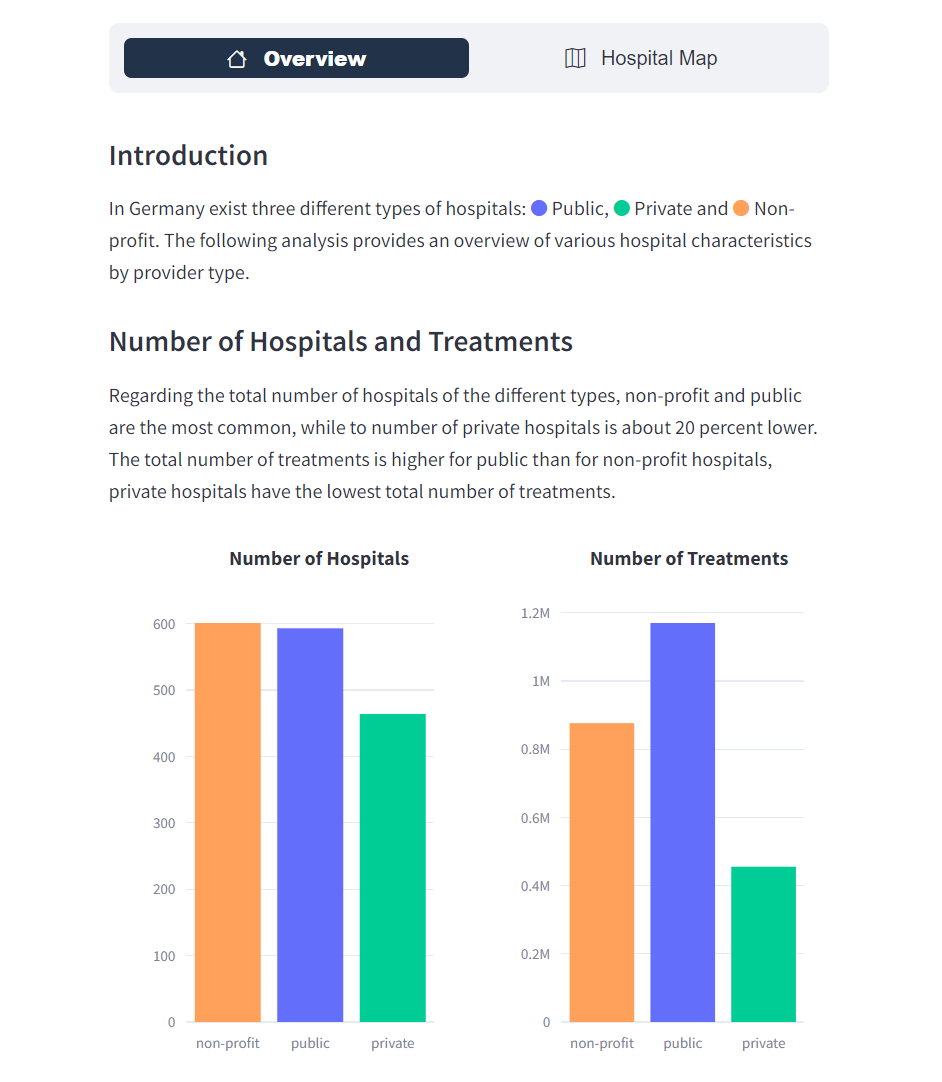 Overview
Hospital Map
Introduction
In Germany exist three different types of hospitals: Public, Private and Non-
profit. The following analysis provides an overview of various hospital characteristics
by provider type.
Number of Hospitals and Treatments
Regarding the total number of hospitals of the different types, non-profit and public
are the most common, while to number of private hospitals is about 20 percent lower.
The total number of treatments is higher for public than for non-profit hospitals,
private hospitals have the lowest total number of treatments.
Number of Hospitals
600
500
400
300
200
100
0
non-profit public private
Number of Treatments
1.2M
1M
0.8M
0.6M
0.4M
0.2M
0
non-profit public private